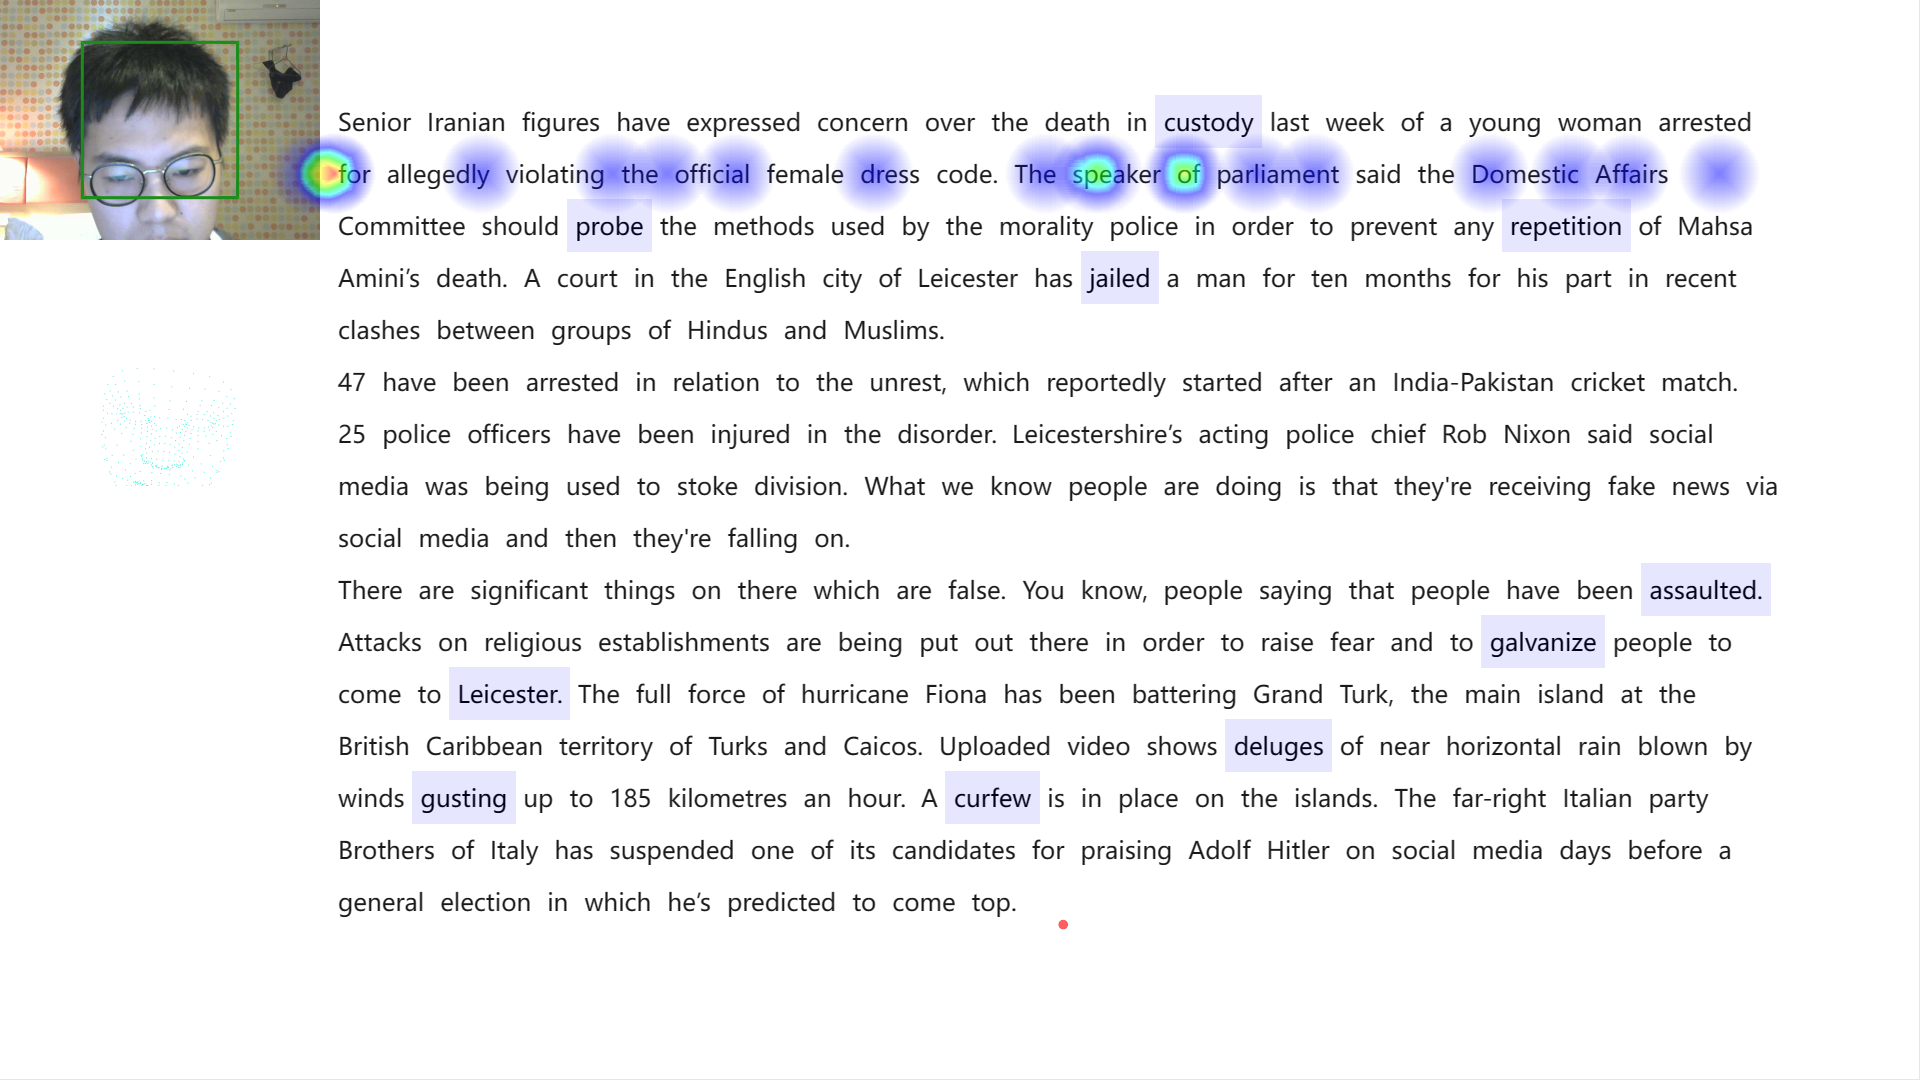 Senior Iranian figures have expressed concern over the death in custody last week of a young woman arrested
for allegedly violating the official female dress code. The speaker of parliament said the Domestic Affairs
Committee should probe the methods used by the morality police in order to prevent any repetition of Mahsa
Amini’s death. A court in the English city of Leicester has jailed a man for ten months for his part in recent
clashes between groups of Hindus and Muslims.
47 have been arrested in relation to the unrest, which reportedly started after an India-Pakistan cricket match.
25 police officers have been injured in the disorder. Leicestershire’s acting police chief Rob Nixon said social
media was being used to stoke division. What we know people are doing is that they're receiving fake news via
social media and then they're falling on.
There are significant things on there which are false. You know, people saying that people have been assaulted.
Attacks on religious establishments are being put out there in order to raise fear and to galvanize people to
come to Leicester. The full force of hurricane Fiona has been battering Grand Turk, the main island at the
British Caribbean territory of Turks and Caicos. Uploaded video shows deluges of near horizontal rain blown by
winds gusting up to 185 kilometres an hour. A curfew is in place on the islands. The far-right Italian party
Brothers of Italy has suspended one of its candidates for praising Adolf Hitler on social media days before a
general election in which he’s predicted to come top.